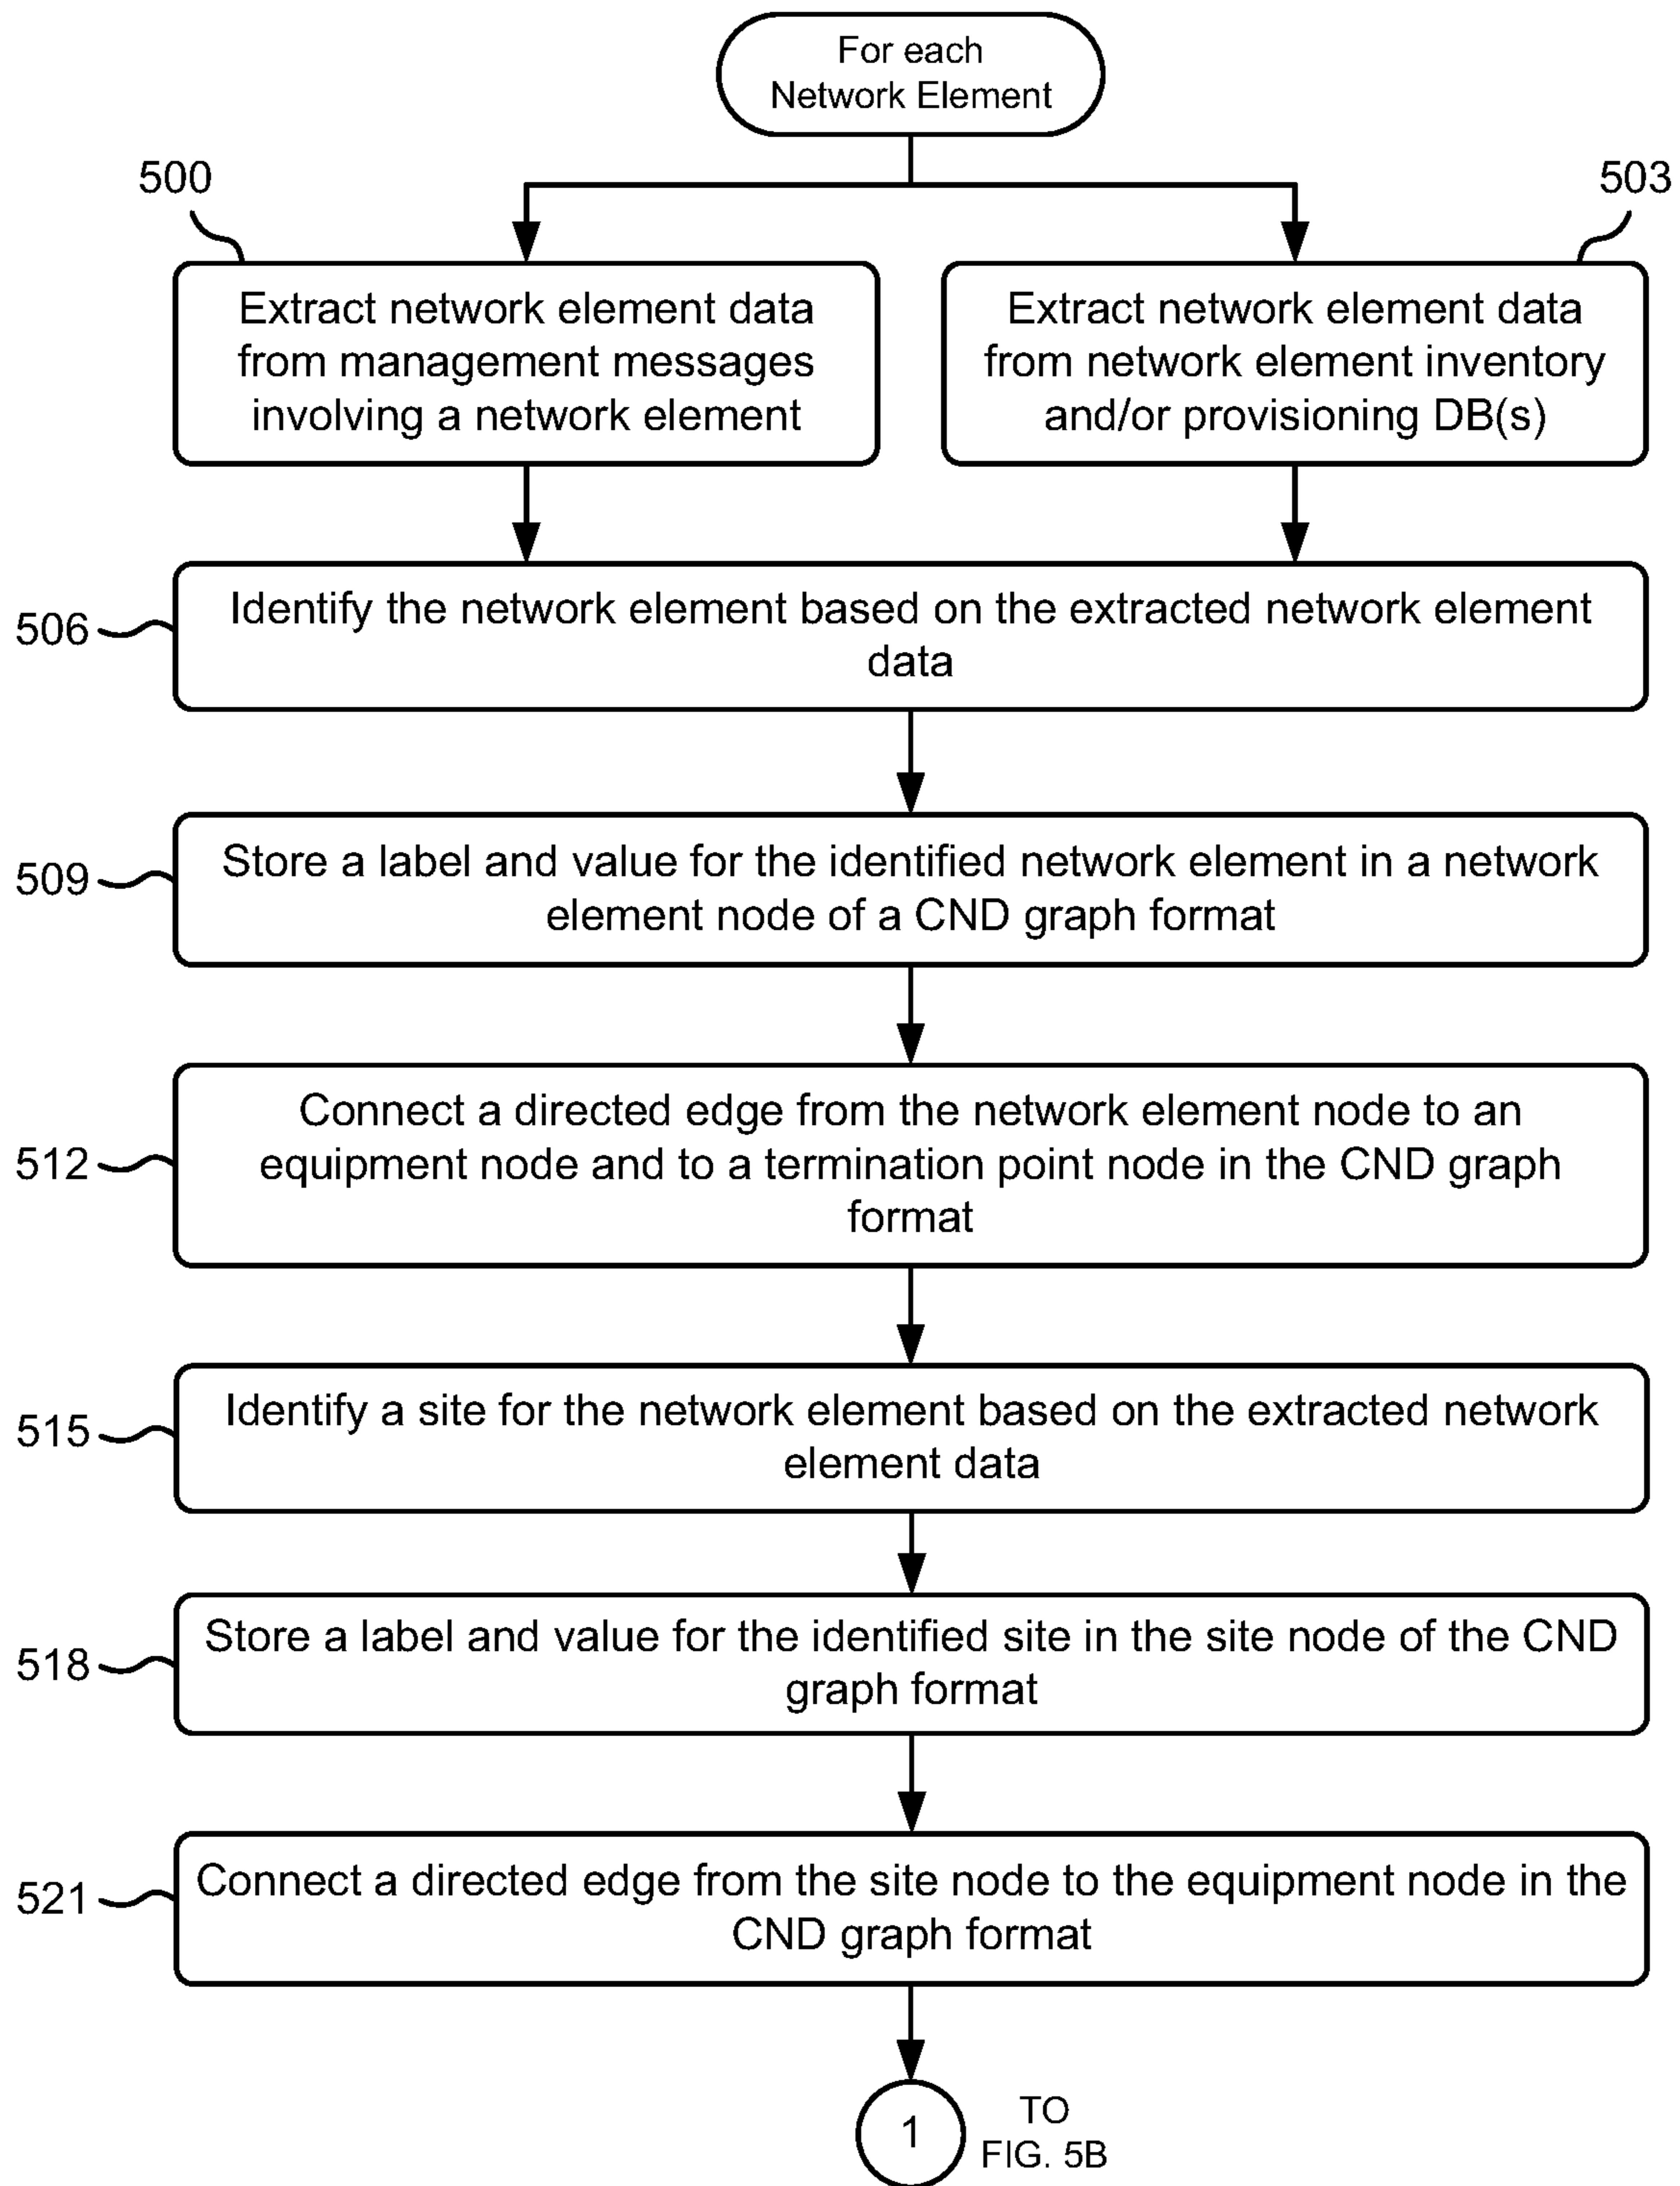 For each
Network Element
500
503
Extract network element data
from management messages
involving a network element
Extract network element data
from network element inventory
and/or provisioning DB(s)
506
Identify the network element based on the extracted network element
data
509
Store a label and value for the identified network element in a network
element node of a CND graph format
512
Connect a directed edge from the network element node to an
equipment node and to a termination point node in the CND graph
format
515
Identify a site for the network element based on the extracted network
element data
518
Store a label and value for the identified site in the site node of the CND
graph format
521
Connect a directed edge from the site node to the equipment node in the
CND graph format
1
TO
FIG. 5B